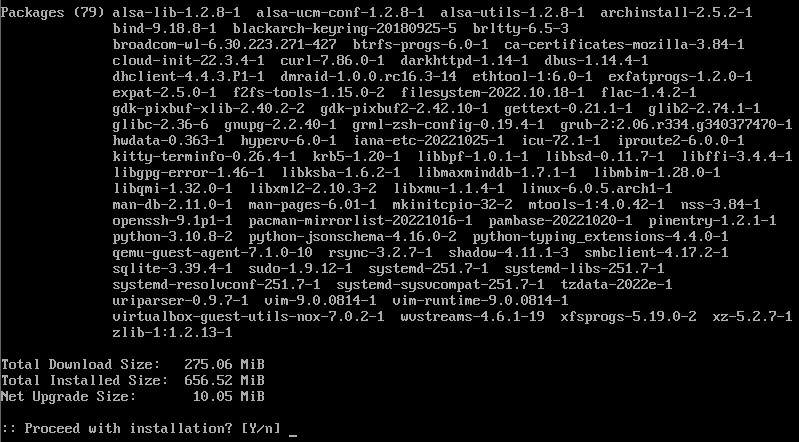 Packages (79) alsa-lib-1.2.8-1  alsa-ucm-conf-1.2.8-1  alsa-utils-1.2.8-1  archinstall-2.5.2-1
bind-9.18.8-1  blackarch-keyring-20180925-5  brltty-6.5-3
broadcom-wl-6.30.223.271-427  btrfs-progs-6.0-1  ca-certificates-mozilla-3.84-1
cloud-init-22.3.4-1  curl-7.86.0-1  darkhttpd-1.14-1  dbus-1.14.4-1
dhclient-4.4.3.P1-1  dmraid-1.0.0.rc16.3-14  ethtool-1:6.0-1  exfatprogs-1.2.0-1
expat-2.5.0-1  f2fs-tools-1.15.0-2  filesystem-2022.10.18-1  flac-1.4.2-1
gdk-pixbuf-xlib-2.40.2-2  gdk-pixbuf2-2.42.10-1  gettext-0.21.1-1  glib2-2.74.1-1
glibc-2.36-6  gnupg-2.2.40-1  grml-zsh-config-0.19.4-1  grub-2:2.06.r334.g340377470-1
hwdata-0.363-1  hyperv-6.0-1  iana-etc-20221025-1  icu-72.1-1  iproute2-6.0.0-1
kitty-terminfo-0.26.4-1  krb5-1.20-1  libbpf-1.0.1-1  libbsd-0.11.7-1  libffi-3.4.4-1
libgpg-error-1.46-1  libksba-1.6.2-1  libmaxminddb-1.7.1-1  libmbim-1.28.0-1
libqmi-1.32.0-1  libxml2-2.10.3-2  libxmu-1.1.4-1  linux-6.0.5.arch1-1
man-db-2.11.0-1  man-pages-6.01-1  mkinitcpio-32-2  mtools-1:4.0.42-1  nss-3.84-1
openssh-9.1p1-1  pacman-mirrorlist-20221016-1  pambase-20221020-1  pinentry-1.2.1-1
python-3.10.8-2  python-jsonschema-4.16.0-2  python-typing_extensions-4.4.0-1
qemu-guest-agent-7.1.0-10  rsync-3.2.7-1  shadow-4.11.1-3  smbclient-4.17.2-1
sqlite-3.39.4-1  sudo-1.9.12-1  systemd-251.7-1  systemd-libs-251.7-1
systemd-resolvconf-251.7-1  systemd-sysvcompat-251.7-1  tzdata-2022e-1
uriparser-0.9.7-1  vim-9.0.0814-1  vim-runtime-9.0.0814-1
virtualbox-guest-utils-nox-7.0.2-1  wvstreams-4.6.1-19  xfsprogs-5.19.0-2  xz-5.2.7-1
zlib-1:1.2.13-1
Total Download Size:   275.06 MiB
Total Installed Size:  656.52 MiB
Net Upgrade Size:       10.05 MiB
:: Proceed with installation? [Y/n] _